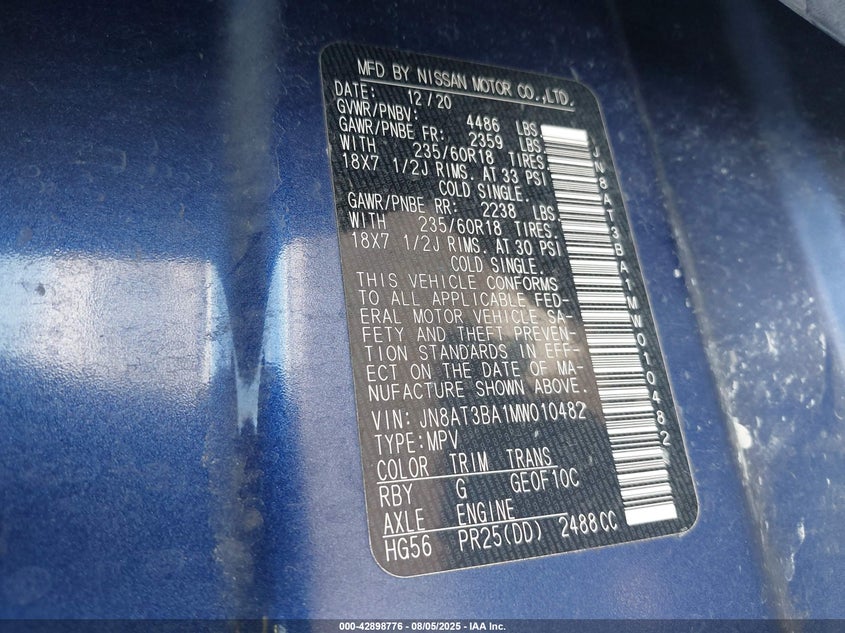 MFD BY NISSAN MOTOR CO.,LTD.
DATE: 12/20
GVWR/PNBV: 4486 LBS
GAWR/PNBE FR: 2359 LBS
WITH 235/60R18 TIRES.
18X7 1/2J RIMS. AT 33 PSI
COLD SINGLE.
GAWR/PNBE RR: 2238 LBS
WITH 235/60R18 TIRES.
18X7 1/2J RIMS. AT 30 PSI
COLD SINGLE.
THIS VEHICLE CONFORMS
TO ALL APPLICABLE FED-
ERAL MOTOR VEHICLE SA-
FETY AND THEFT PREVEN-
TION STANDARDS IN EFF-
ECT ON THE DATE OF MA-
NUFACTURE SHOWN ABOVE.
VIN: JN8AT3BA1MW010482
TYPE:MPV
COLOR TRIM TRANS
RBY G GE0F10C
AXLE ENGINE
HG56 PR25(DD) 2488CC
JN8AT3BA1MW010482
000-42898776 - 08/05/2025 - IAA Inc.